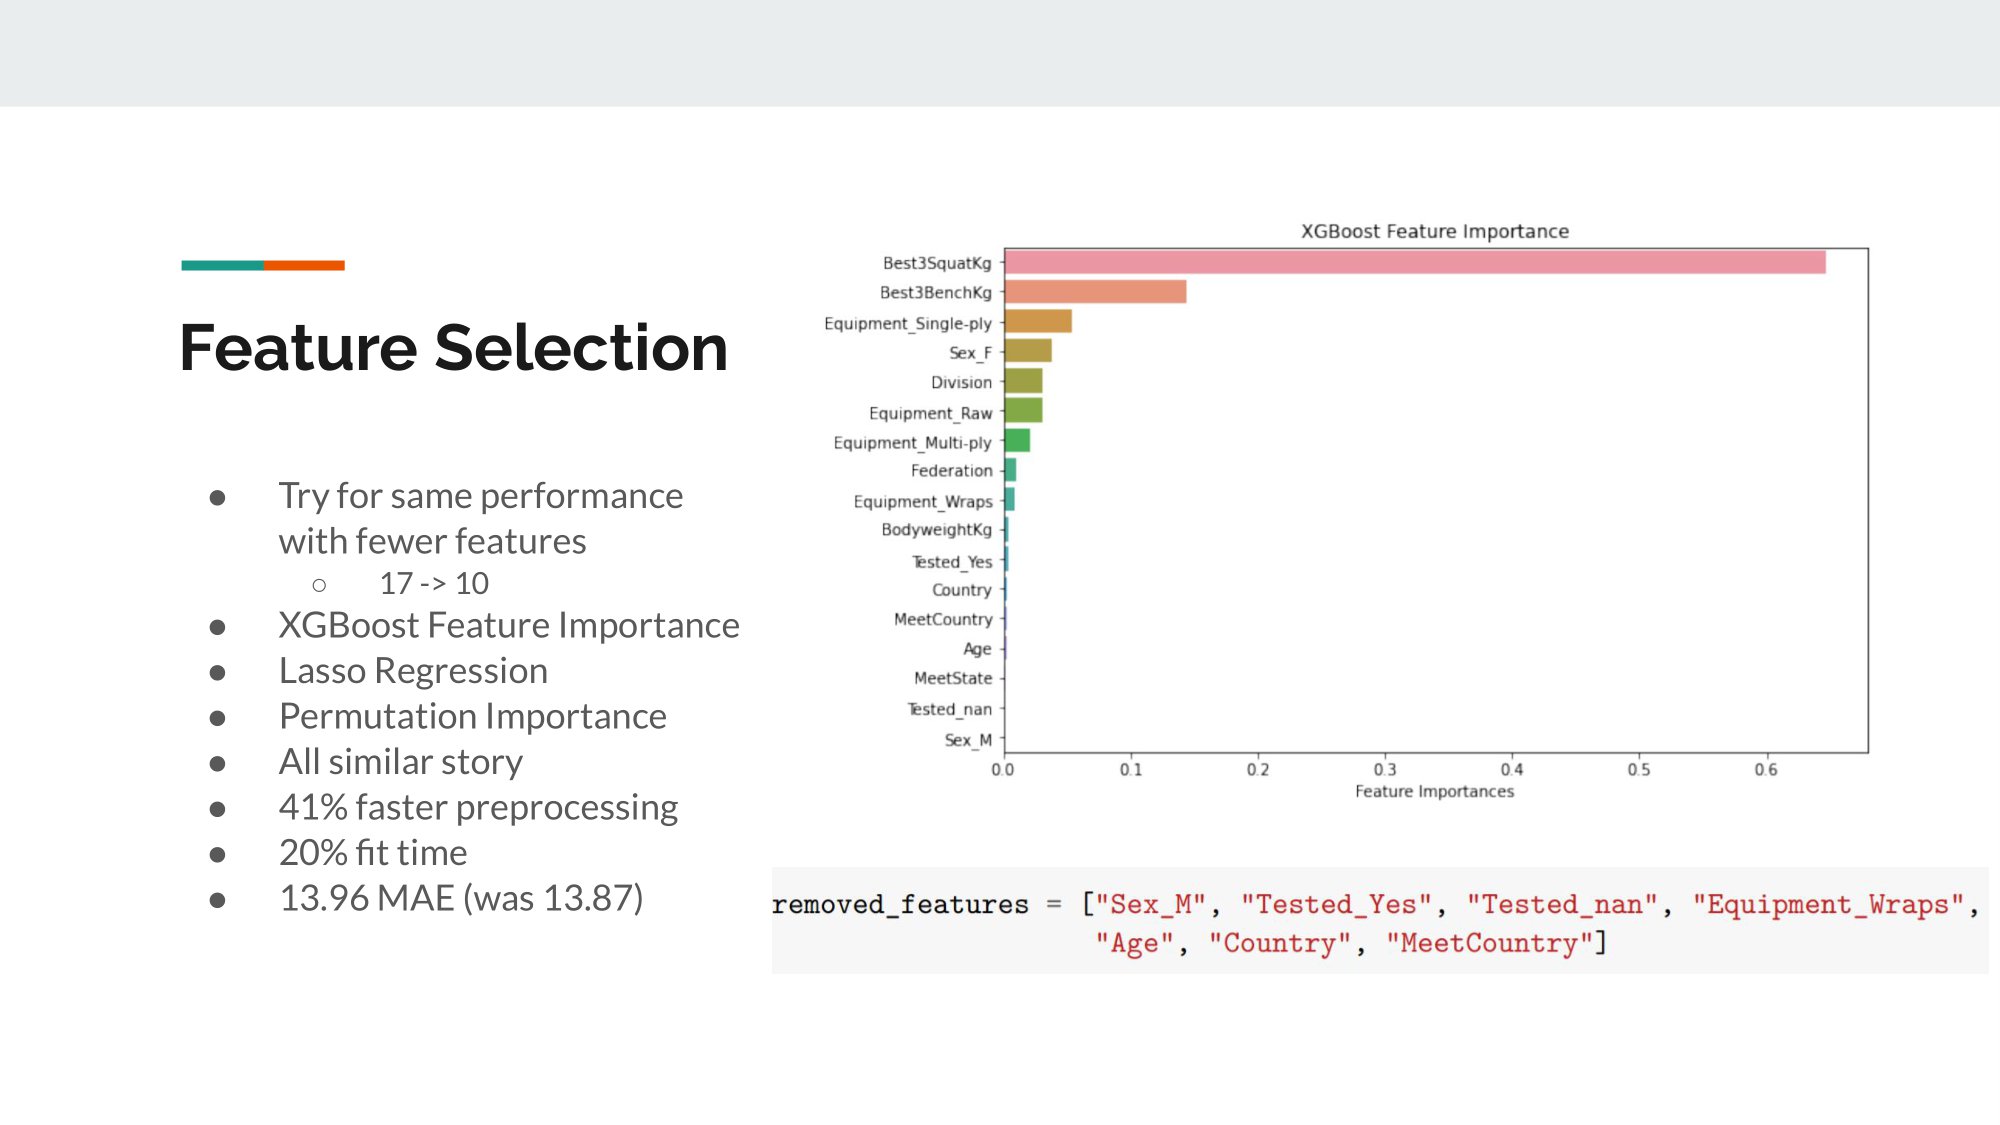 Feature Selection
● Try for same performance
with fewer features
○ 17 -> 10
● XGBoost Feature Importance
● Lasso Regression
● Permutation Importance
● All similar story
● 41% faster preprocessing
● 20% fit time
● 13.96 MAE (was 13.87)
XGBoost Feature Importance
Best3SquatKg
Best3BenchKg
Equipment_Single-ply
Sex_F
Division
Equipment_Raw
Equipment_Multi-ply
Federation
Equipment_Wraps
BodyweightKg
Tested_Yes
Country
MeetCountry
Age
MeetState
Tested_nan
Sex_M
0.0 0.1 0.2 0.3 0.4 0.5 0.6
Feature Importances
removed_features = ["Sex_M", "Tested_Yes", "Tested_nan", "Equipment_Wraps",
"Age", "Country", "MeetCountry"]